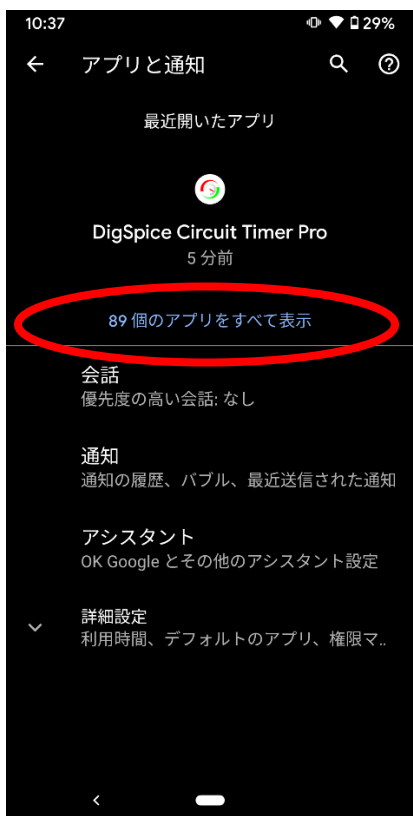 10:37
29%
アプリと通知
最近開いたアプリ
DigSpice Circuit Timer Pro
5 分前
89 個のアプリをすべて表示
会話
優先度の高い会話: なし
通知
通知の履歴、バブル、最近送信された通知
アシスタント
OK Google とその他のアシスタント設定
詳細設定
利用時間、デフォルトのアプリ、権限マ..